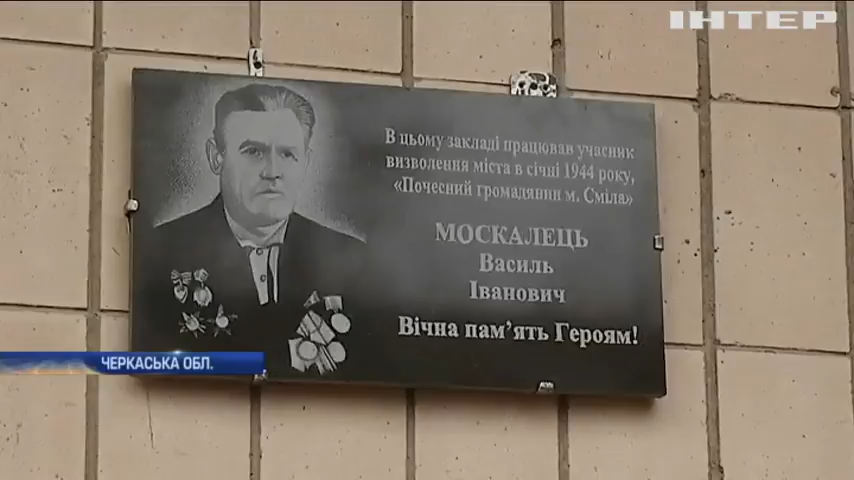 ІНТЕР
В цьому закладі працював учасник
визволення міста в січні 1944 року,
«Почесний громадянин м. Сміла»
МОСКАЛЕЦЬ
Василь
Іванович
Вічна пам’ять Героям!
ЧЕРКАСЬКА ОБЛ.